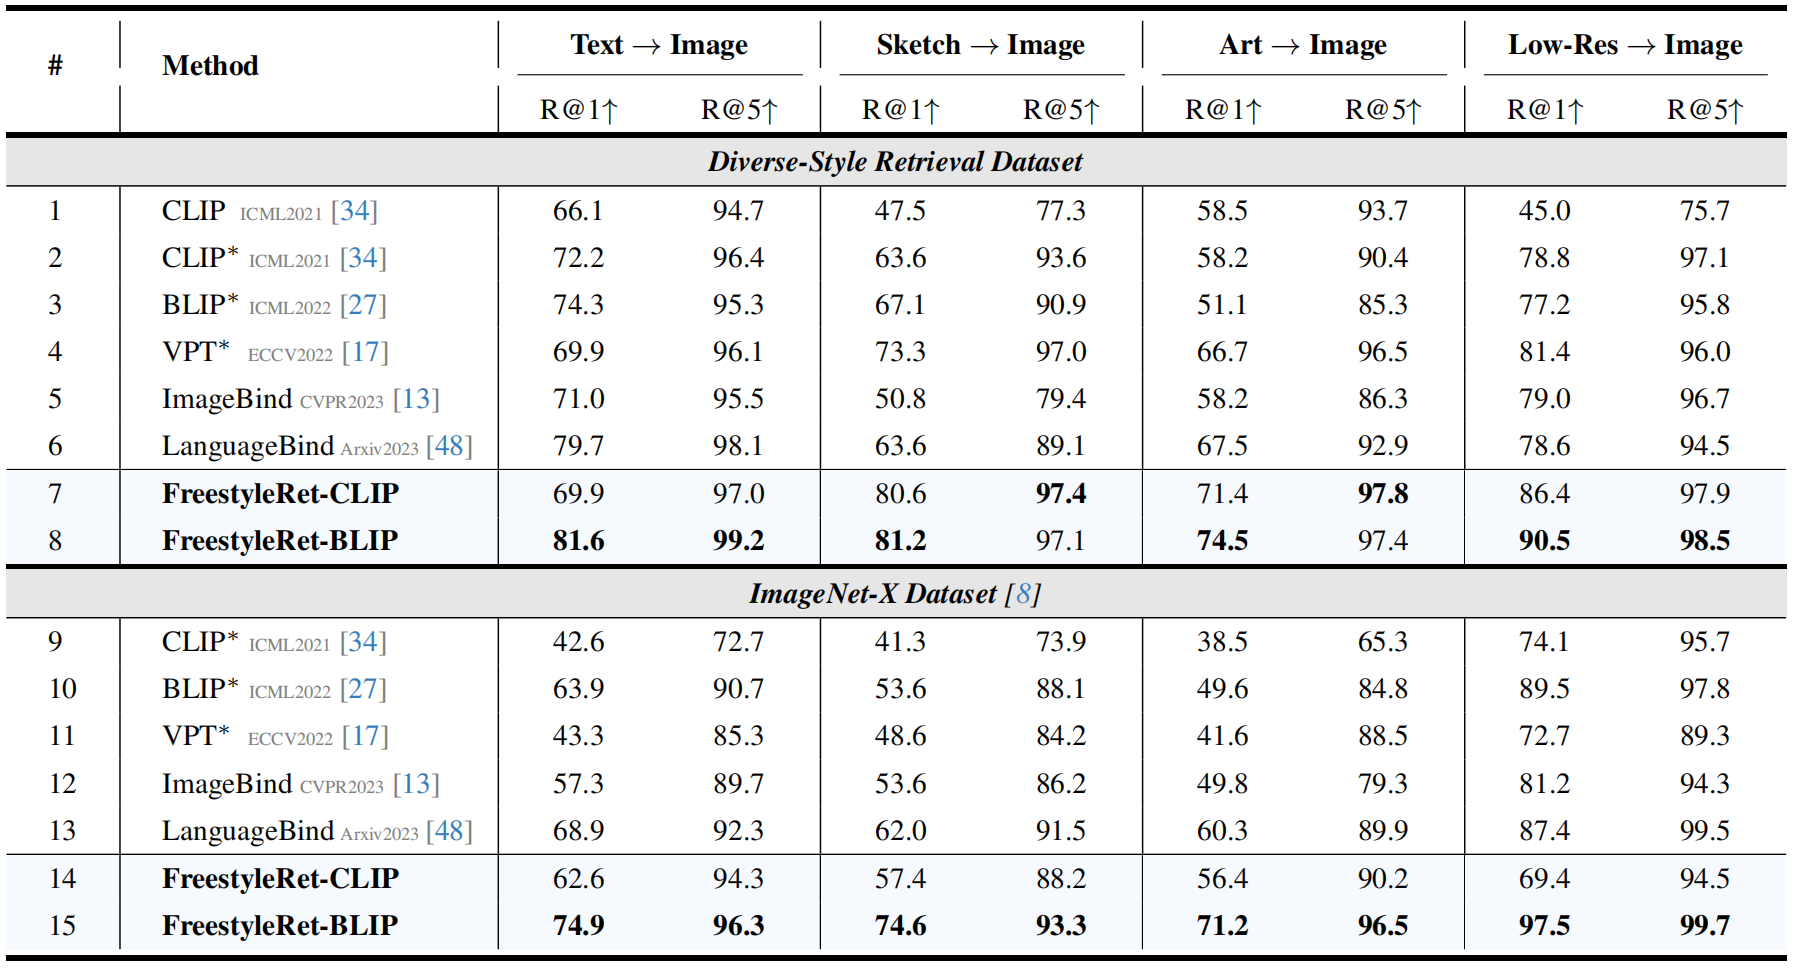 # Method Text → Image Sketch → Image Art → Image Low-Res → Image
R@1↑ R@5↑ R@1↑ R@5↑ R@1↑ R@5↑ R@1↑ R@5↑
Diverse-Style Retrieval Dataset
1 CLIP ICML2021 [34] 66.1 94.7 47.5 77.3 58.5 93.7 45.0 75.7
2 CLIP* ICML2021 [34] 72.2 96.4 63.6 93.6 58.2 90.4 78.8 97.1
3 BLIP* ICML2022 [27] 74.3 95.3 67.1 90.9 51.1 85.3 77.2 95.8
4 VPT* ECCV2022 [17] 69.9 96.1 73.3 97.0 66.7 96.5 81.4 96.0
5 ImageBind CVPR2023 [13] 71.0 95.5 50.8 79.4 58.2 86.3 79.0 96.7
6 LanguageBind Arxiv2023 [48] 79.7 98.1 63.6 89.1 67.5 92.9 78.6 94.5
7 FreestyleRet-CLIP 69.9 97.0 80.6 97.4 71.4 97.8 86.4 97.9
8 FreestyleRet-BLIP 81.6 99.2 81.2 97.1 74.5 97.4 90.5 98.5
ImageNet-X Dataset [8]
9 CLIP* ICML2021 [34] 42.6 72.7 41.3 73.9 38.5 65.3 74.1 95.7
10 BLIP* ICML2022 [27] 63.9 90.7 53.6 88.1 49.6 84.8 89.5 97.8
11 VPT* ECCV2022 [17] 43.3 85.3 48.6 84.2 41.6 88.5 72.7 89.3
12 ImageBind CVPR2023 [13] 57.3 89.7 53.6 86.2 49.8 79.3 81.2 94.3
13 LanguageBind Arxiv2023 [48] 68.9 92.3 62.0 91.5 60.3 89.9 87.4 99.5
14 FreestyleRet-CLIP 62.6 94.3 57.4 88.2 56.4 90.2 69.4 94.5
15 FreestyleRet-BLIP 74.9 96.3 74.6 93.3 71.2 96.5 97.5 99.7